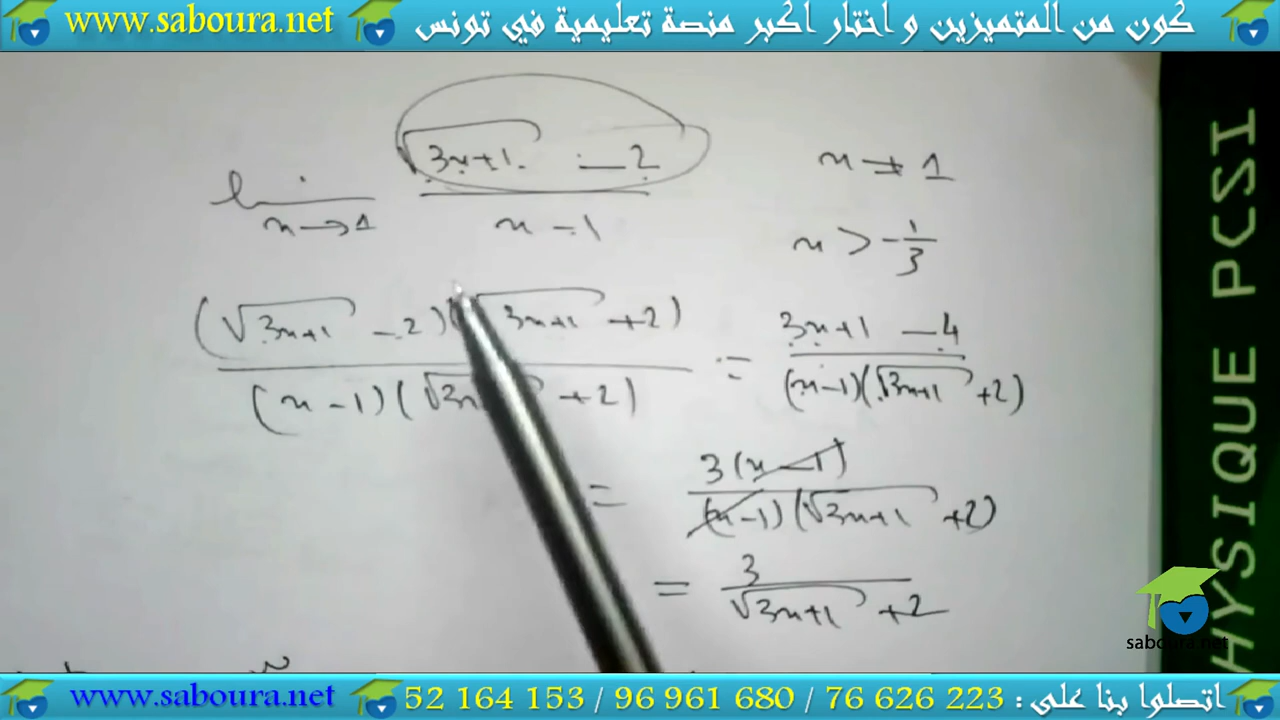 www.saboura.net كون من المتميزين و اختار اكبر منصة تعليمية في تونس
lim x→1 (√(3x+1) - 2) / (x - 1)
x ≠ 1
x > -1/3
((√(3x+1) - 2)(√(3x+1) + 2)) / ((x - 1)(√(3x+1) + 2)) = (3x+1 - 4) / ((x-1)(√(3x+1) + 2))
= 3(x - 1) / ((x-1)(√(3x+1) + 2))
= 3 / (√(3x+1) + 2)
PHYSIQUE PCSI
saboura.net
www.saboura.net 52 164 153 / 96 961 680 / 76 626 223 : اتصلوا بنا على